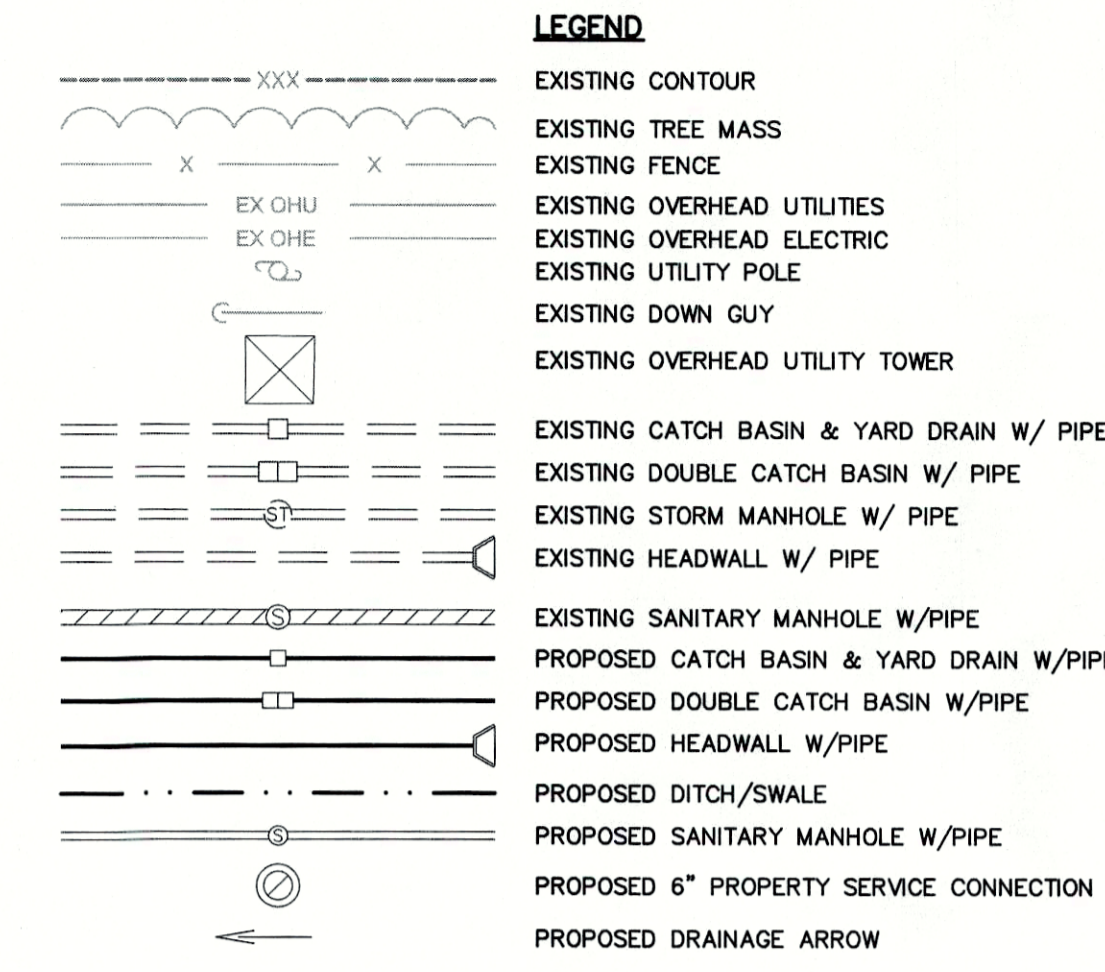 LEGEND
XXX EXISTING CONTOUR
EXISTING TREE MASS
X X EXISTING FENCE
EX OHU EXISTING OVERHEAD UTILITIES
EX OHE EXISTING OVERHEAD ELECTRIC
EXISTING UTILITY POLE
EXISTING DOWN GUY
EXISTING OVERHEAD UTILITY TOWER
EXISTING CATCH BASIN & YARD DRAIN W/ PIPE
EXISTING DOUBLE CATCH BASIN W/ PIPE
ST EXISTING STORM MANHOLE W/ PIPE
EXISTING HEADWALL W/ PIPE
S EXISTING SANITARY MANHOLE W/PIPE
PROPOSED CATCH BASIN & YARD DRAIN W/PIPE
PROPOSED DOUBLE CATCH BASIN W/PIPE
PROPOSED HEADWALL W/PIPE
PROPOSED DITCH/SWALE
S PROPOSED SANITARY MANHOLE W/PIPE
PROPOSED 6" PROPERTY SERVICE CONNECTION
PROPOSED DRAINAGE ARROW